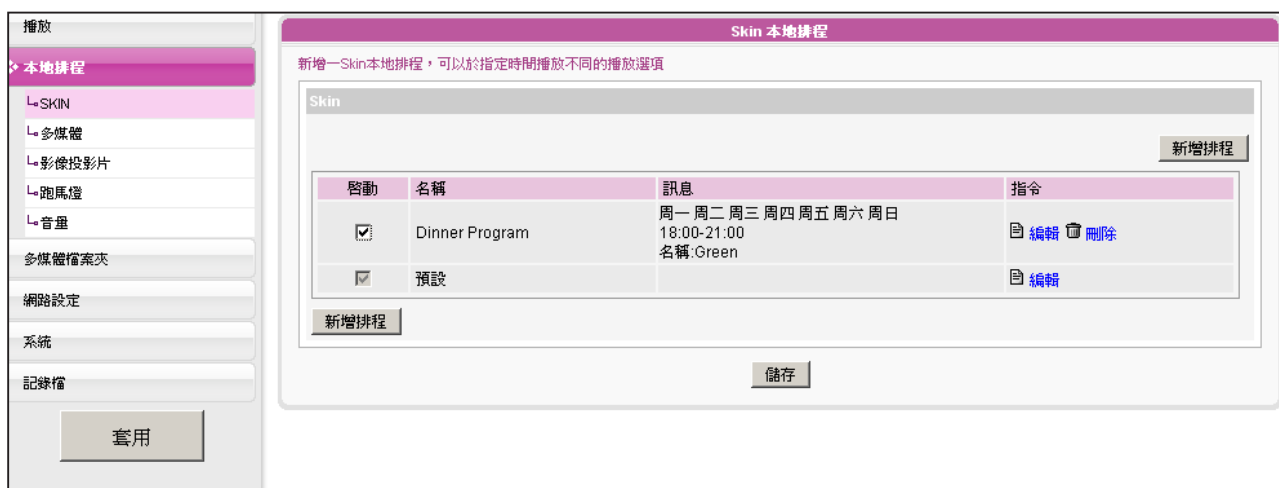 播放
本地排程
SKIN
多媒體
影像投影片
跑馬燈
音量
多媒體檔案夾
網路設定
系統
記錄檔
套用
Skin 本地排程
新增一Skin本地排程，可以於指定時間播放不同的播放選項
Skin
新增排程
啓動 名稱 訊息 指令
周一 周二 周三 周四 周五 周六 周日
Dinner Program 18:00-21:00 編輯 刪除
名稱:Green
預設 編輯
新增排程
儲存